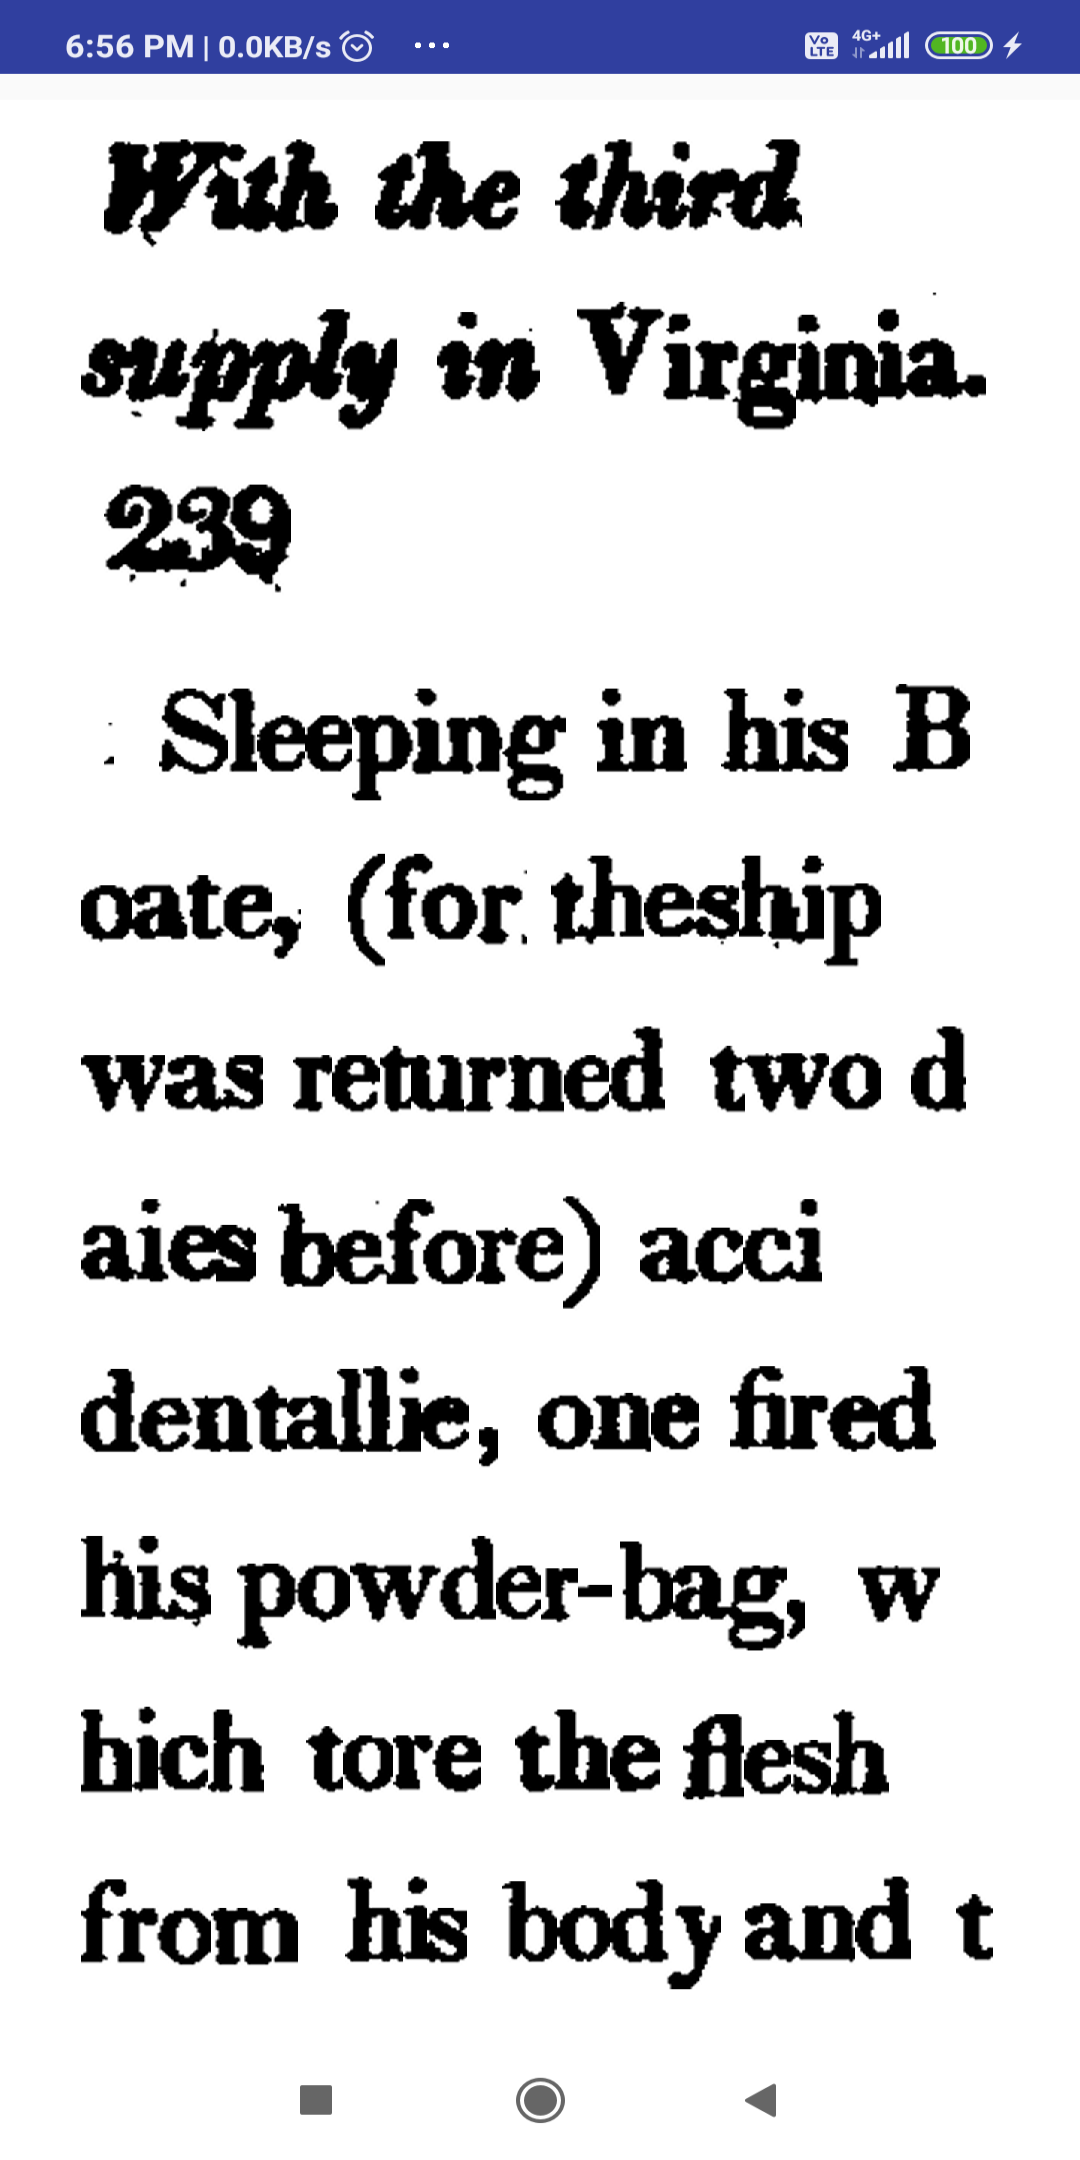 6:56 PM | 0.0KB/s ... Vo LTE 4G+ 100
With the third
supply in Virginia.
239
Sleeping in his B
oate, (for theship
was returned two d
aies before) acci
dentallie, one fired
his powder-bag, w
hich tore the flesh
from his body and t